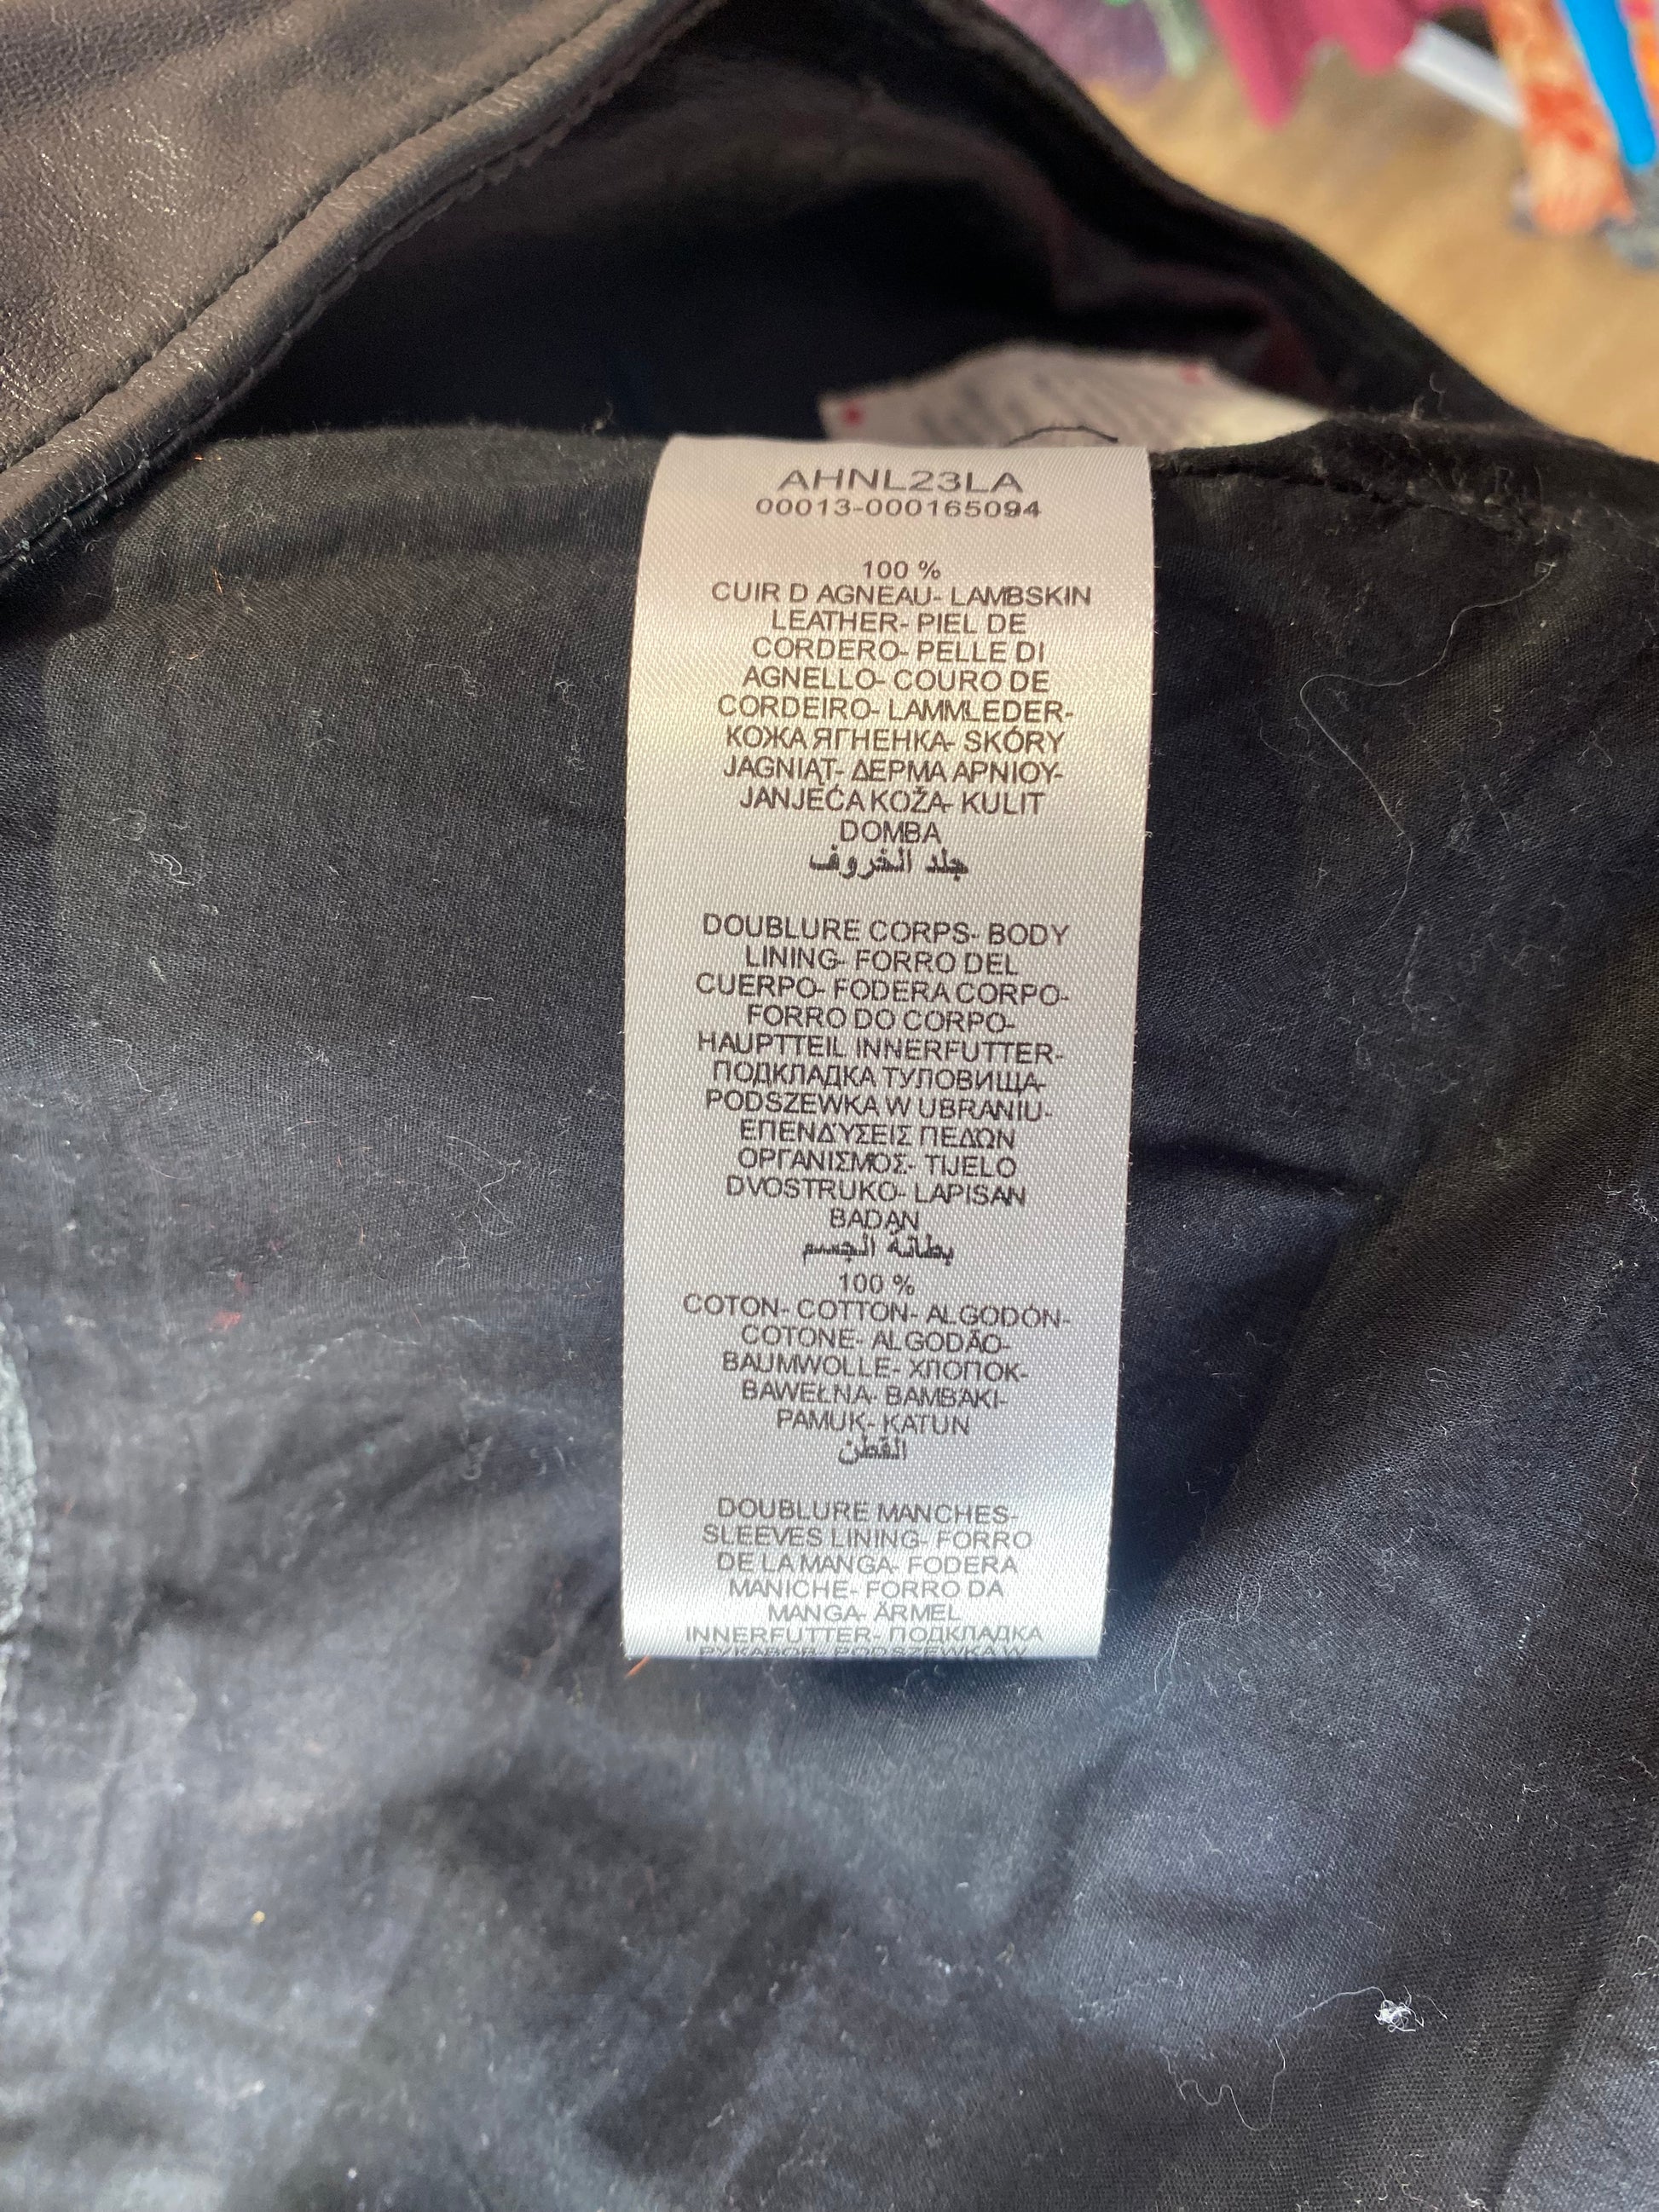 AHNL23LA
00013-000165094
100 %
CUIR D AGNEAU- LAMBSKIN
LEATHER- PIEL DE
CORDERO- PELLE DI
AGNELLO- COURO DE
CORDEIRO- LAMMLEDER-
КОЖА ЯГНЕНКА- SKÓRY
JAGNIĄT- ΔΕΡΜΑ ΑΡΝΙΟΥ-
JANJEĆA KOŽA- KULIT
DOMBA
جلد الخروف
DOUBLURE CORPS- BODY
LINING- FORRO DEL
CUERPO- FODERA CORPO-
FORRO DO CORPO-
HAUPTTEIL INNERFUTTER-
ПОДКЛАДКА ТУЛОВИЩА-
PODSZEWKA W UBRANIU-
ΕΠΕΝΔΎΣΕΙΣ ΠΕΔΩΝ
ΟΡΓΑΝΙΣΜΟΣ- TIJELO
DVOSTRUKO- LAPISAN
BADAN
بطانة الجسم
100 %
COTON- COTTON- ALGODÓN-
COTONE- ALGODÃO-
BAUMWOLLE- ХЛОПОК-
BAWEŁNA- BAMBAKI-
PAMUK- KATUN
القطن
DOUBLURE MANCHES-
SLEEVES LINING- FORRO
DE LA MANGA- FODERA
MANICHE- FORRO DA
MANGA- ÄRMEL
INNERFUTTER- ПОДКЛАДКА
РУКАВОВ- PODSZEWKA W